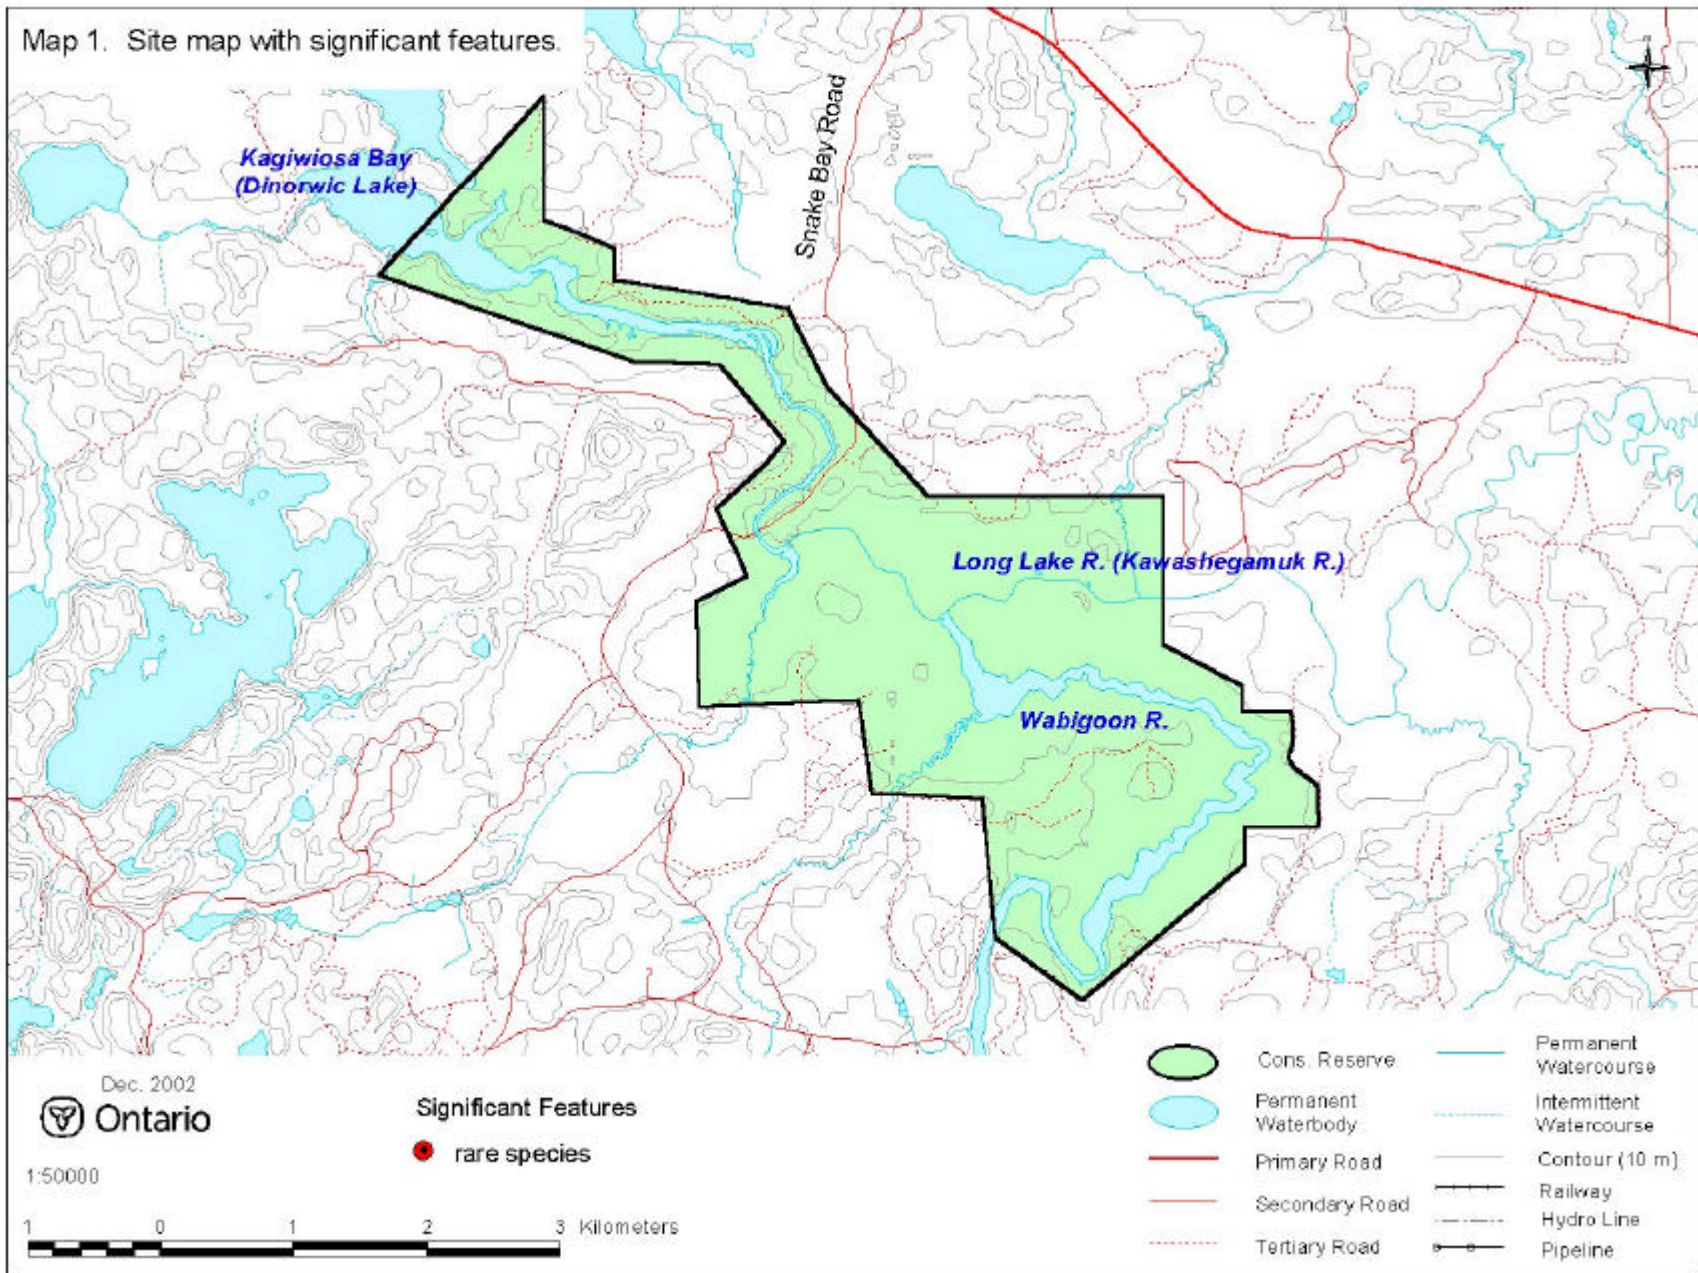 Map 1. Site map with significant features.
Snake Bay Road
Kagiwiosa Bay
(Dinorwic Lake)
Long Lake R. (Kawashegamuk R.)
Wabigoon R.
Dec. 2002
Ontario
1:50000
1 0 1 2 3 Kilometers
Significant Features
rare species
Cons. Reserve
Permanent
Waterbody
Primary Road
Secondary Road
Tertiary Road
Permanent
Watercourse
Intermittent
Watercourse
Contour (10 m)
Railway
Hydro Line
Pipeline